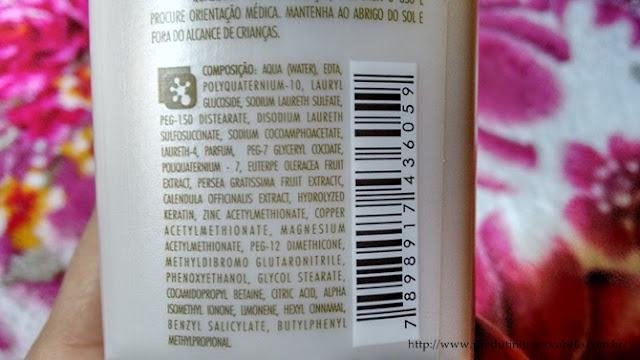 PROCURE ORIENTAÇÃO MÉDICA. MANTENHA AO ABRIGO DO SOL E
FORA DO ALCANCE DE CRIANÇAS.
COMPOSIÇÃO: AQUA (WATER), EDTA,
POLYQUATERNIUM-10, LAURYL
GLUCOSIDE, SODIUM LAURETH SULFATE,
PEG-150 DISTEARATE, DISODIUM LAURETH
SULFOSUCCINATE, SODIUM COCOAMPHOACETATE,
LAURETH-4, PARFUM, PEG-7 GLYCERYL COCOATE,
POLIQUATERNIUM - 7, EUTERPE OLERACEA FRUIT
EXTRACT, PERSEA GRATISSIMA FRUIT EXTRACTC,
CALENDULA OFFICINALIS EXTRACT, HYDROLYZED
KERATIN, ZINC ACETYLMETHIONATE, COPPER
ACETYLMETHIONATE, MAGNESIUM
ACETYLMETHIONATE, PEG-12 DIMETHICONE,
METHYLDIBROMO GLUTARONITRILE,
PHENOXYETHANOL, GLYCOL STEARATE,
COCAMIDOPROPYL BETAINE, CITRIC ACID, ALPHA
ISOMETHYL IONONE, LIMONENE, HEXYL CINNAMAL,
BENZYL SALICYLATE, BUTYLPHENYL
METHYLPROPIONAL.
7 898917 436059